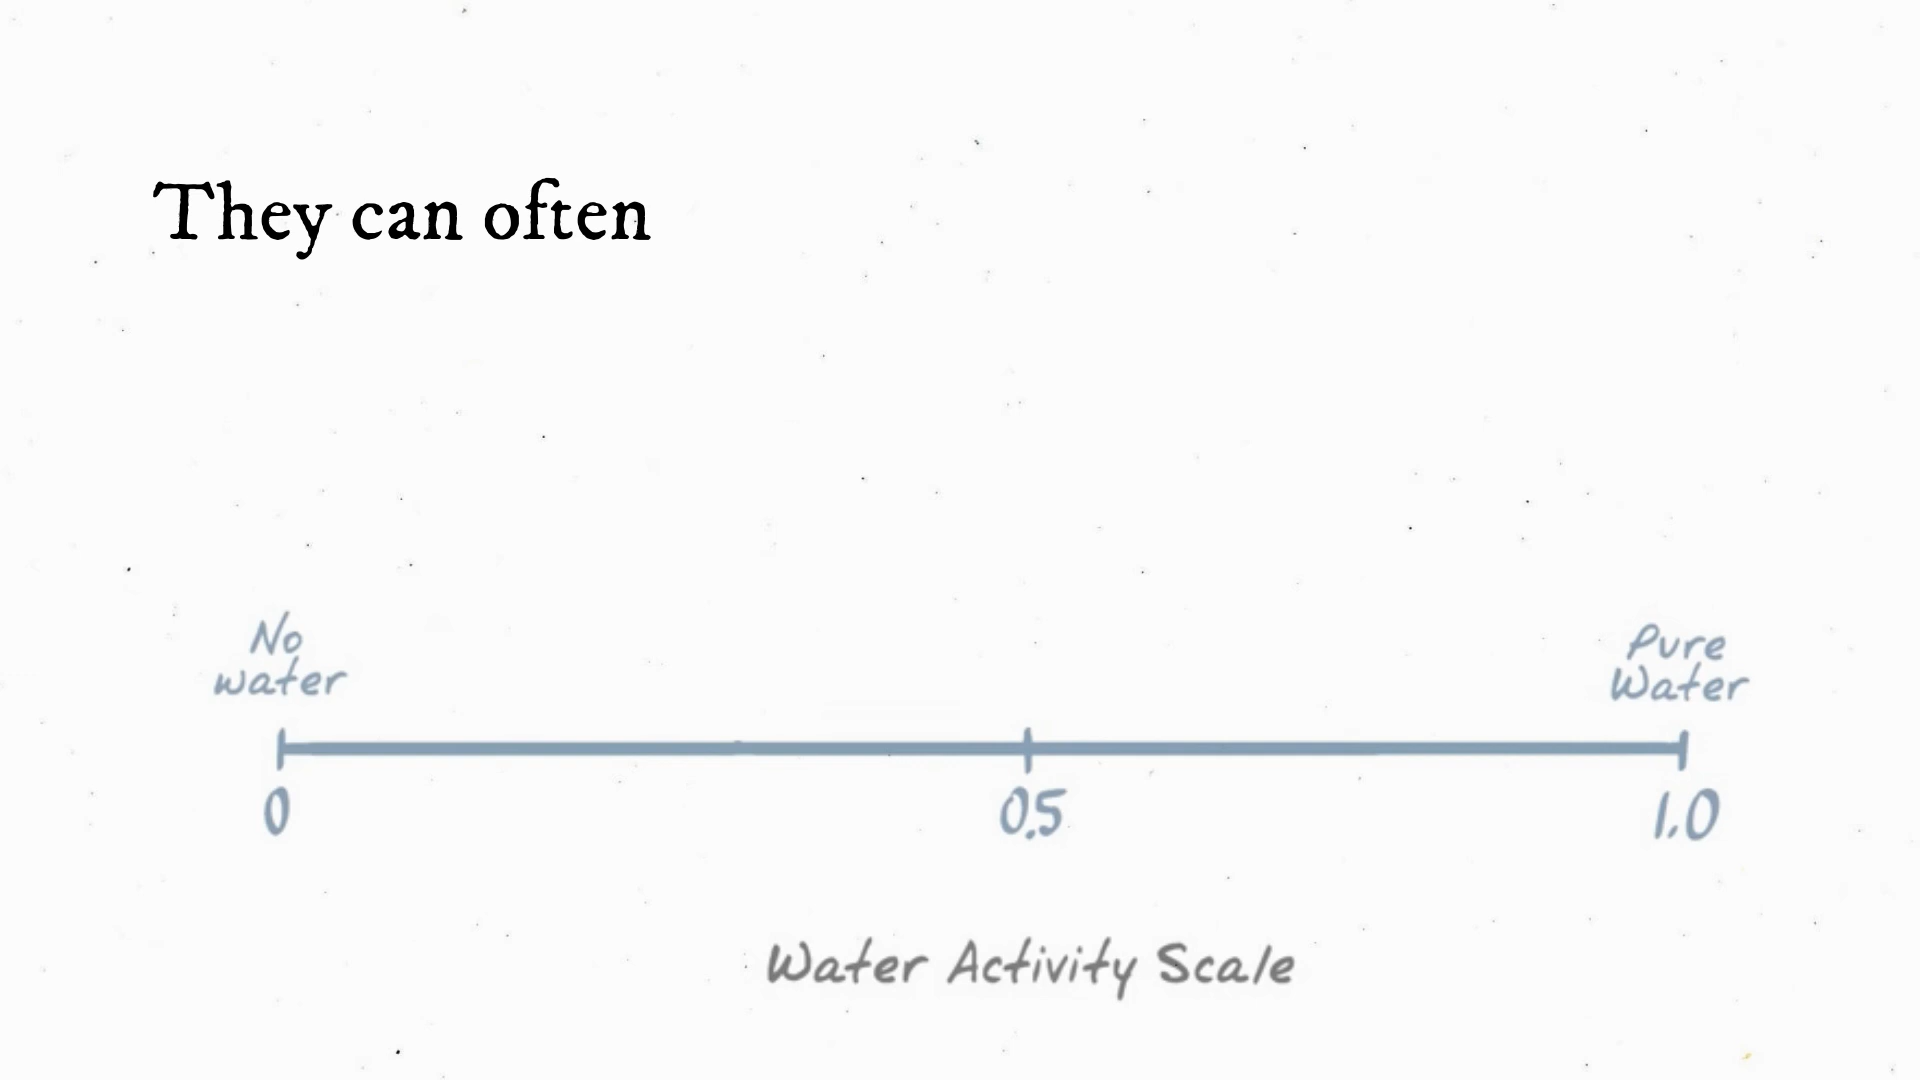 They can often
No
water
Pure
Water
0
0.5
1.0
Water Activity Scale